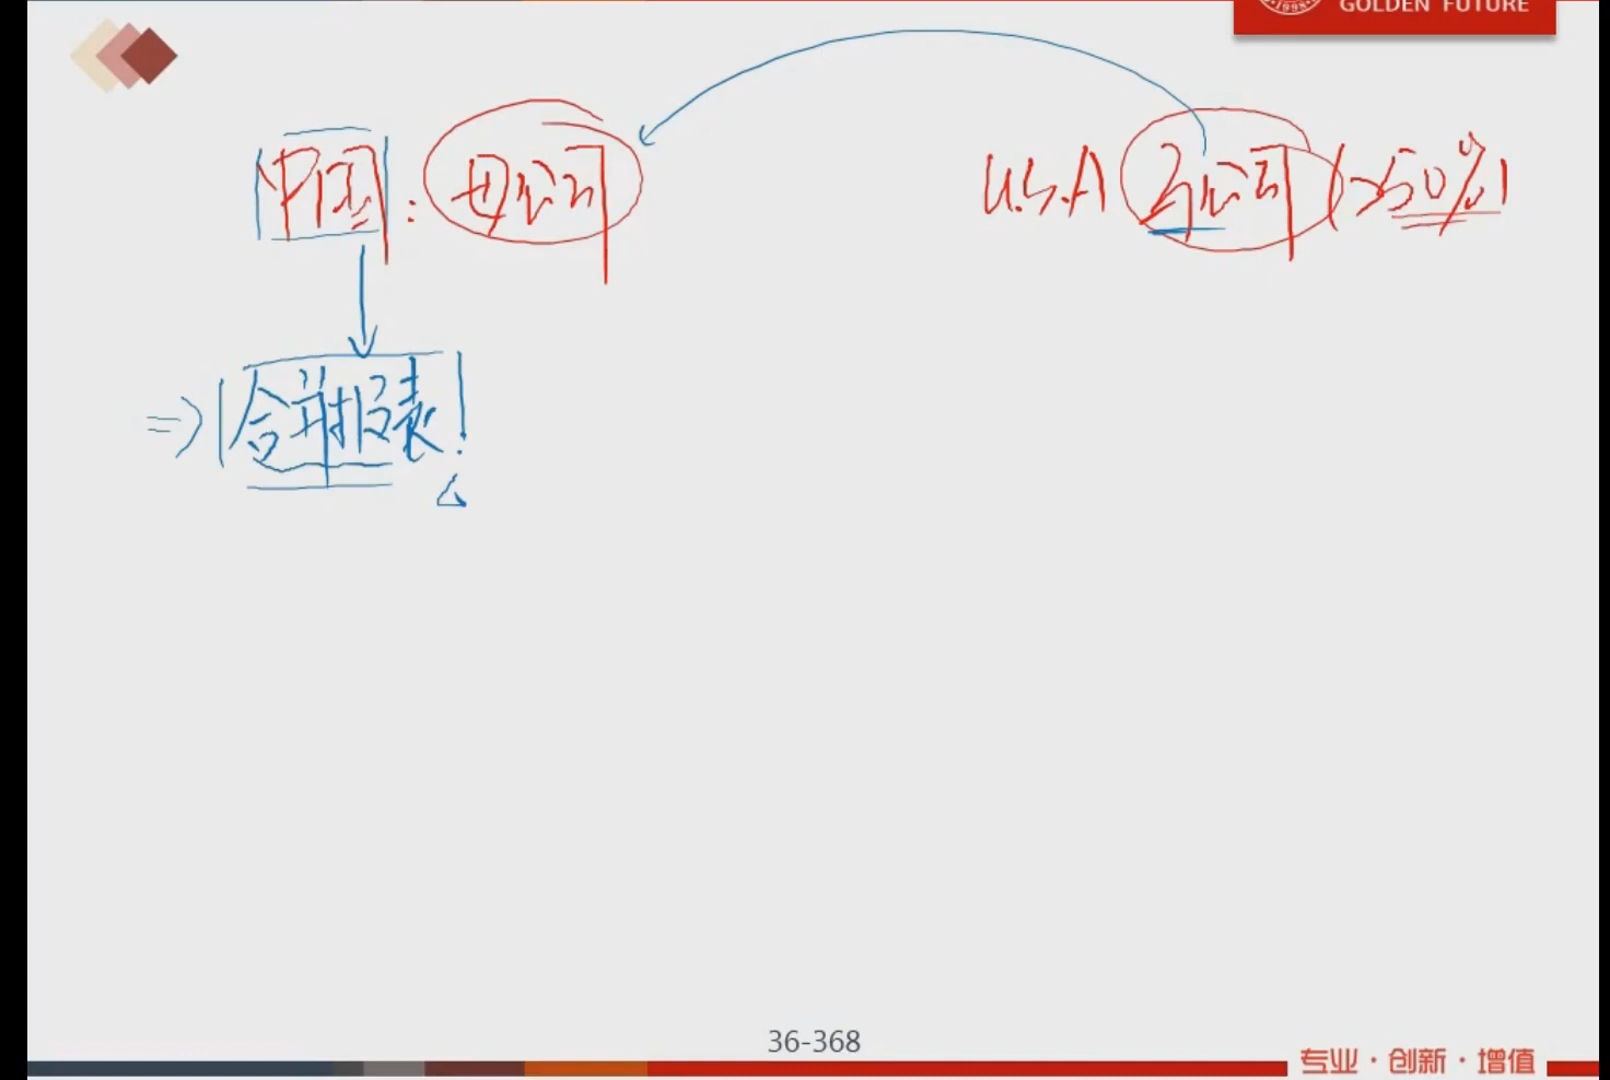 GOLDEN FUTURE
中国：母公司
U.S.A 子公司 (>50%)
⇒ 合并报表!
36-368
专业·创新·增值